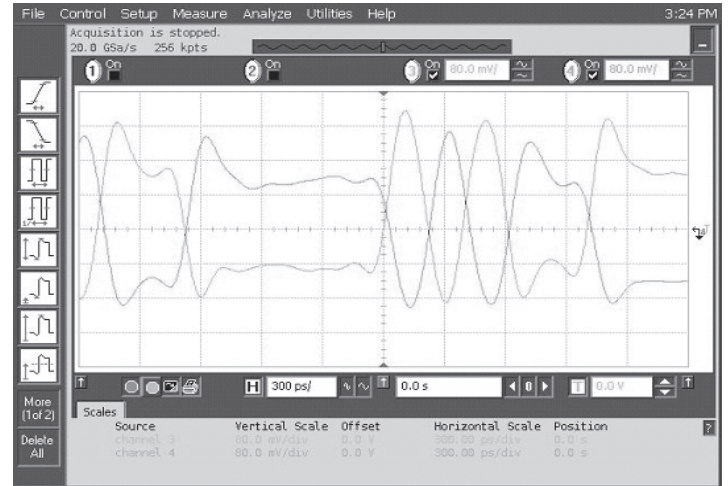 File Control Setup Measure Analyze Utilities Help 3:24 PM
Acquisition is stopped.
20.0 GSa/s 256 kpts
1 On 2 On 3 On 80.0 mV/ 4 On 80.0 mV/
1/
T
More
(1of 2)
Delete
All
H 300 ps/ 0.0 s 0 T 0.0 V
Scales
Source Vertical Scale Offset Horizontal Scale Position ?
channel 3 80.0 mV/div 0.0 V 300.00 ps/div 0.0 s
channel 4 80.0 mV/div 0.0 V 300.00 ps/div 0.0 s